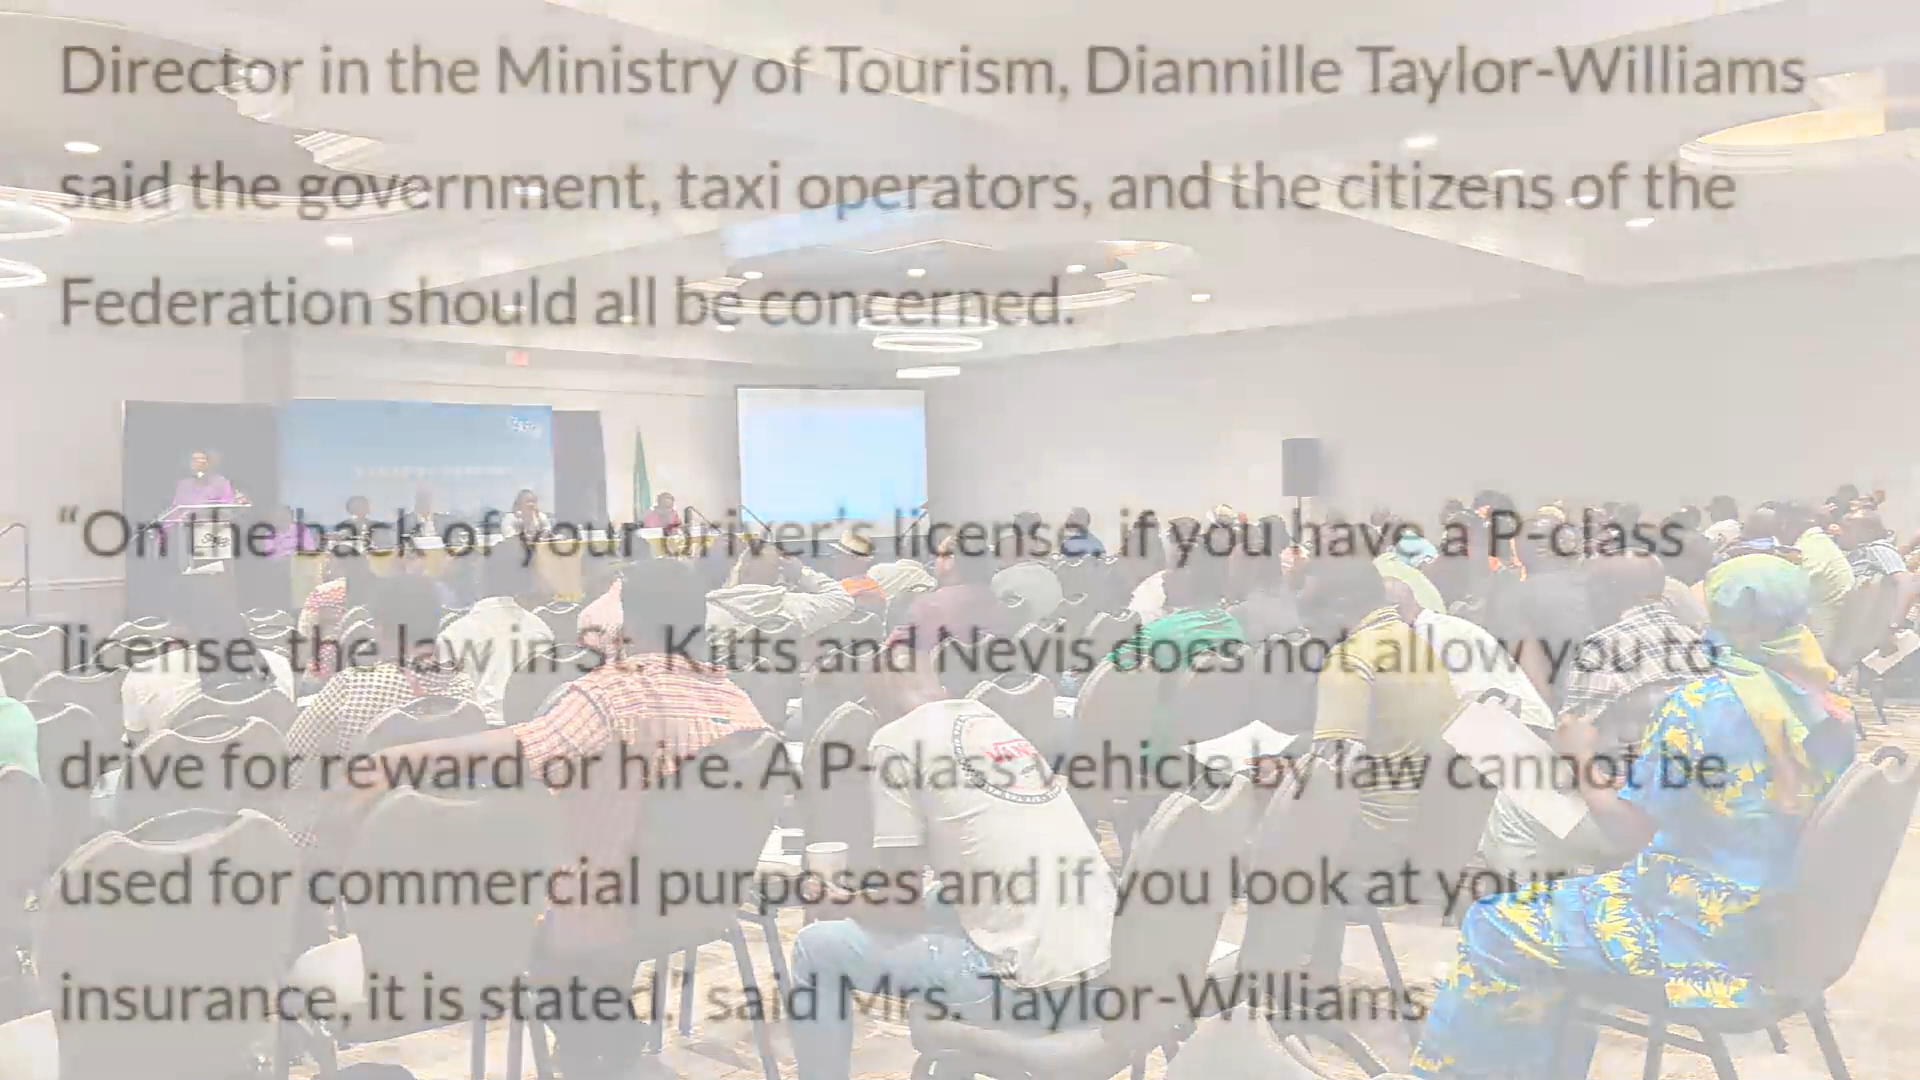 Director in the Ministry of Tourism, Diannille Taylor-Williams
said the government, taxi operators, and the citizens of the
Federation should all be concerned.
“On the back of your driver’s license, if you have a P-class
license, the law in St. Kitts and Nevis does not allow you to
drive for reward or hire. A P-class vehicle by law cannot be
used for commercial purposes and if you look at your
insurance, it is stated,” said Mrs. Taylor-Williams